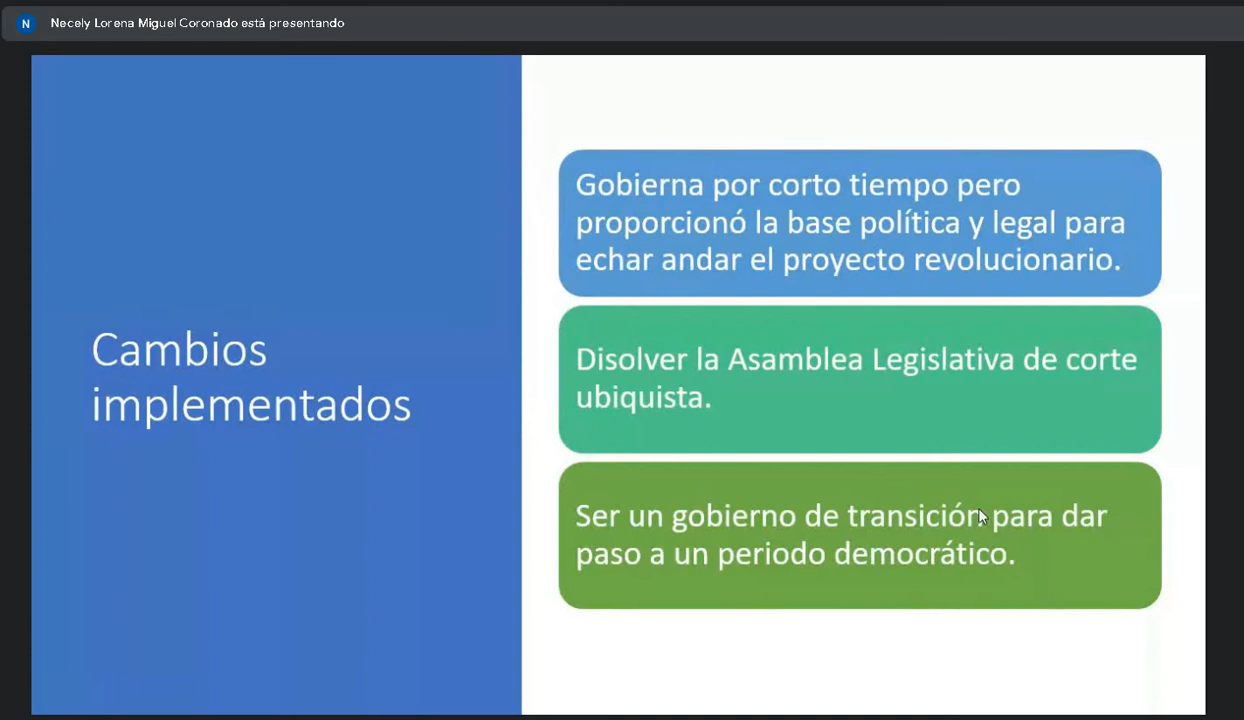 N
Necely Lorena Miguel Coronado está presentando
Cambios
implementados
Gobierna por corto tiempo pero
proporcionó la base política y legal para
echar andar el proyecto revolucionario.
Disolver la Asamblea Legislativa de corte
ubiquista.
Ser un gobierno de transición para dar
paso a un periodo democrático.